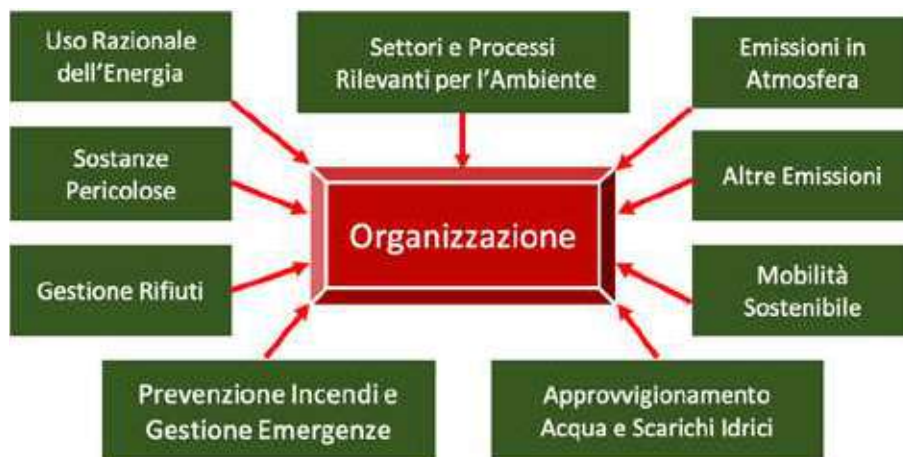 Uso Razionale
dell'Energia
Settori e Processi
Rilevanti per l'Ambiente
Emissioni in
Atmosfera
Sostanze
Pericolose
Organizzazione
Altre Emissioni
Gestione Rifiuti
Mobilità
Sostenibile
Prevenzione Incendi e
Gestione Emergenze
Approvvigionamento
Acqua e Scarichi Idrici